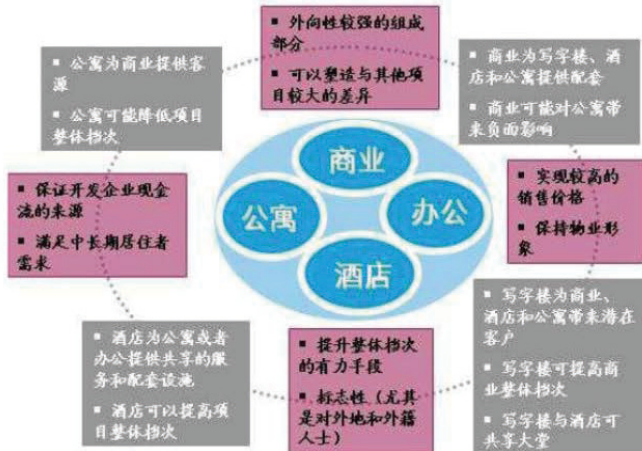 ▪ 外向性较强的组成
部分
▪ 可以塑造与其他项
目较大的差异
▪ 公寓为商业提供客
源
▪ 公寓可能降低项目
整体档次
▪ 商业为写字楼、酒
店和公寓提供配套
▪ 商业可能对公寓带
来负面影响
▪ 保证开发企业现金
流的来源
▪ 满足中长期居住者
需求
商业
公寓
办公
酒店
▪ 实现较高的
销售价格
▪ 保持物业形
象
▪ 酒店为公寓或者
办公提供共享的服
务和配套设施
▪ 酒店可以提高项
目整体档次
▪ 提升整体档次
的有力手段
▪ 标志性（尤其
是对外地和外籍
人士）
▪ 写字楼为商业、
酒店和公寓带来潜在
客户
▪ 写字楼可提高商
业整体档次
▪ 写字楼与酒店可
共享大堂